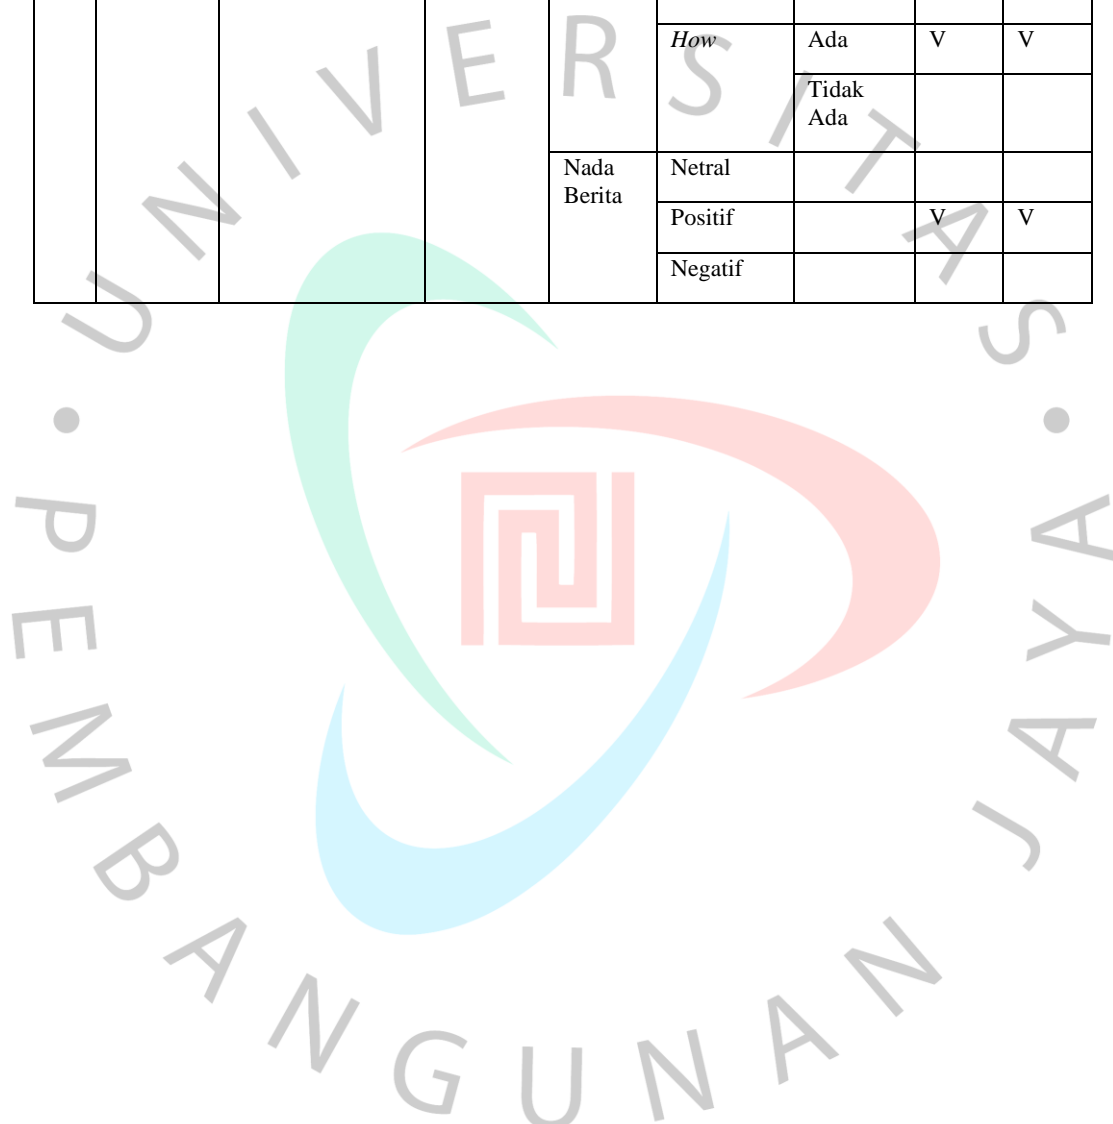 How Ada V V
Tidak
Ada
Nada Netral
Berita
Positif V V
Negatif
UNIVERSITAS • PEMBANGUNAN JAYA •